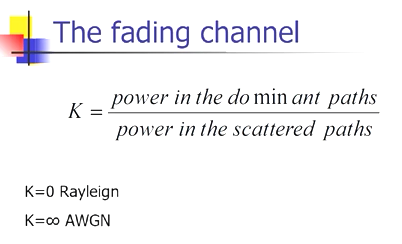 The fading channel
K = power in the do min ant paths / power in the scattered paths
K=0 Rayleign
K=∞ AWGN